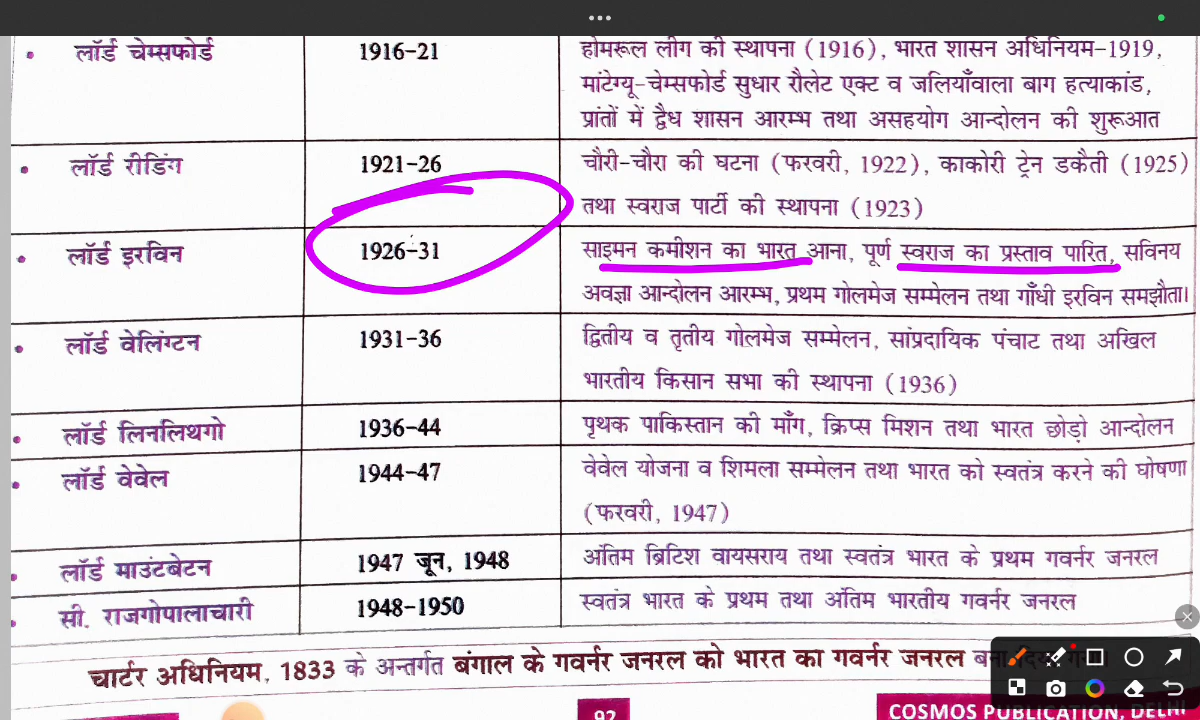 लॉर्ड चेम्सफोर्ड 1916-21 होमरूल लीग की स्थापना (1916), भारत शासन अधिनियम-1919,
मांटेग्यू-चेम्सफोर्ड सुधार रौलेट एक्ट व जलियाँवाला बाग हत्याकांड,
प्रांतों में द्वैध शासन आरम्भ तथा असहयोग आन्दोलन की शुरूआत
लॉर्ड रीडिंग 1921-26 चौरी-चौरा की घटना (फरवरी, 1922), काकोरी ट्रेन डकैती (1925)
तथा स्वराज पार्टी की स्थापना (1923)
लॉर्ड इरविन 1926-31 साइमन कमीशन का भारत आना, पूर्ण स्वराज का प्रस्ताव पारित, सविनय
अवज्ञा आन्दोलन आरम्भ, प्रथम गोलमेज सम्मेलन तथा गाँधी इरविन समझौता।
लॉर्ड वेलिंग्टन 1931-36 द्वितीय व तृतीय गोलमेज सम्मेलन, सांप्रदायिक पंचाट तथा अखिल
भारतीय किसान सभा की स्थापना (1936)
लॉर्ड लिनलिथगो 1936-44 पृथक पाकिस्तान की माँग, क्रिप्स मिशन तथा भारत छोड़ो आन्दोलन
लॉर्ड वेवेल 1944-47 वेवेल योजना व शिमला सम्मेलन तथा भारत को स्वतंत्र करने की घोषणा
(फरवरी, 1947)
लॉर्ड माउंटबेटन 1947 जून, 1948 अंतिम ब्रिटिश वायसराय तथा स्वतंत्र भारत के प्रथम गवर्नर जनरल
सी. राजगोपालाचारी 1948-1950 स्वतंत्र भारत के प्रथम तथा अंतिम भारतीय गवर्नर जनरल
चार्टर अधिनियम, 1833 के अन्तर्गत बंगाल के गवर्नर जनरल को भारत का गवर्नर जनरल
92 COSMOS PUBLICATION, DELHI